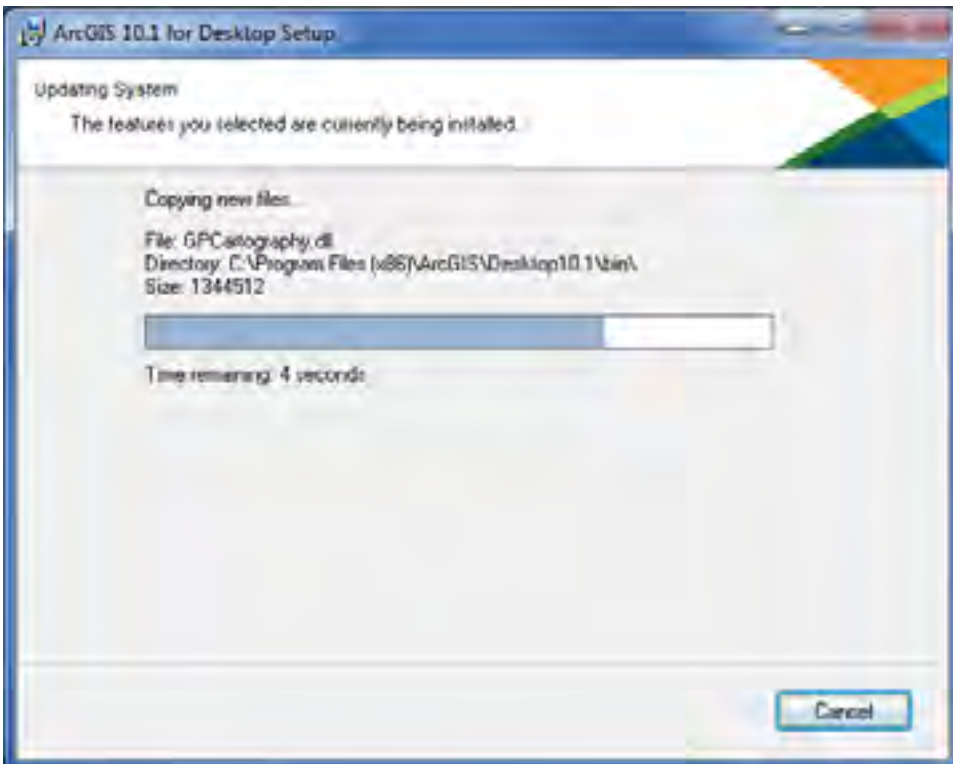 ArcGIS 10.1 for Desktop Setup
Updating System
The features you selected are currently being installed.
Copying new files...
File: GPCartography.dll
Directory: C:\Program Files (x86)\ArcGIS\Desktop10.1\bin\
Size: 1344512
Time remaining: 4 seconds
Cancel